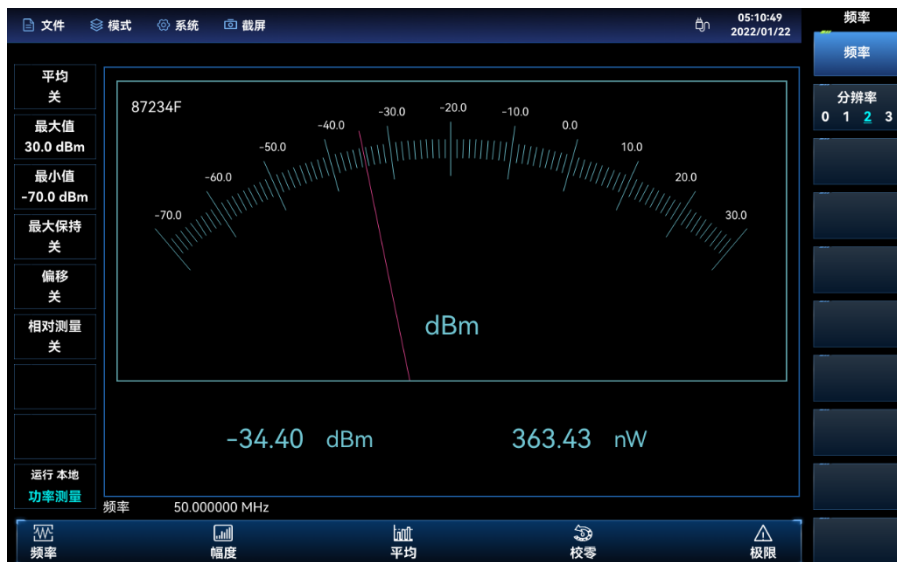 文件 模式 系统 截屏 05:10:49 频率
2022/01/22
频率
平均
关
最大值
30.0 dBm
最小值
-70.0 dBm
最大保持
关
偏移
关
相对测量
关
运行 本地
功率测量
87234F
-70.0 -60.0 -50.0 -40.0 -30.0 -20.0 -10.0 0.0 10.0 20.0 30.0
dBm
-34.40 dBm 363.43 nW
频率 50.000000 MHz
分辨率
0 1 2 3
频率 幅度 平均 校零 极限